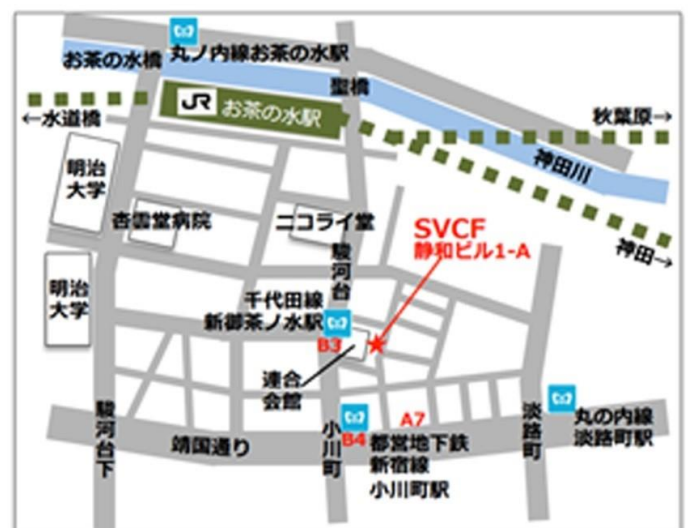 丸ノ内線お茶の水駅
お茶の水橋
聖橋
JR お茶の水駅
←水道橋
秋葉原→
神田川
神田→
明治
大学
杏雲堂病院
ニコライ堂
SVCF
静和ビル1-A
駿河台
明治
大学
千代田線
新御茶ノ水駅
B3
連合
会館
駿河台下
靖国通り
小川町
B4
A7
都営地下鉄
新宿線
小川町駅
淡路町
丸の内線
淡路町駅